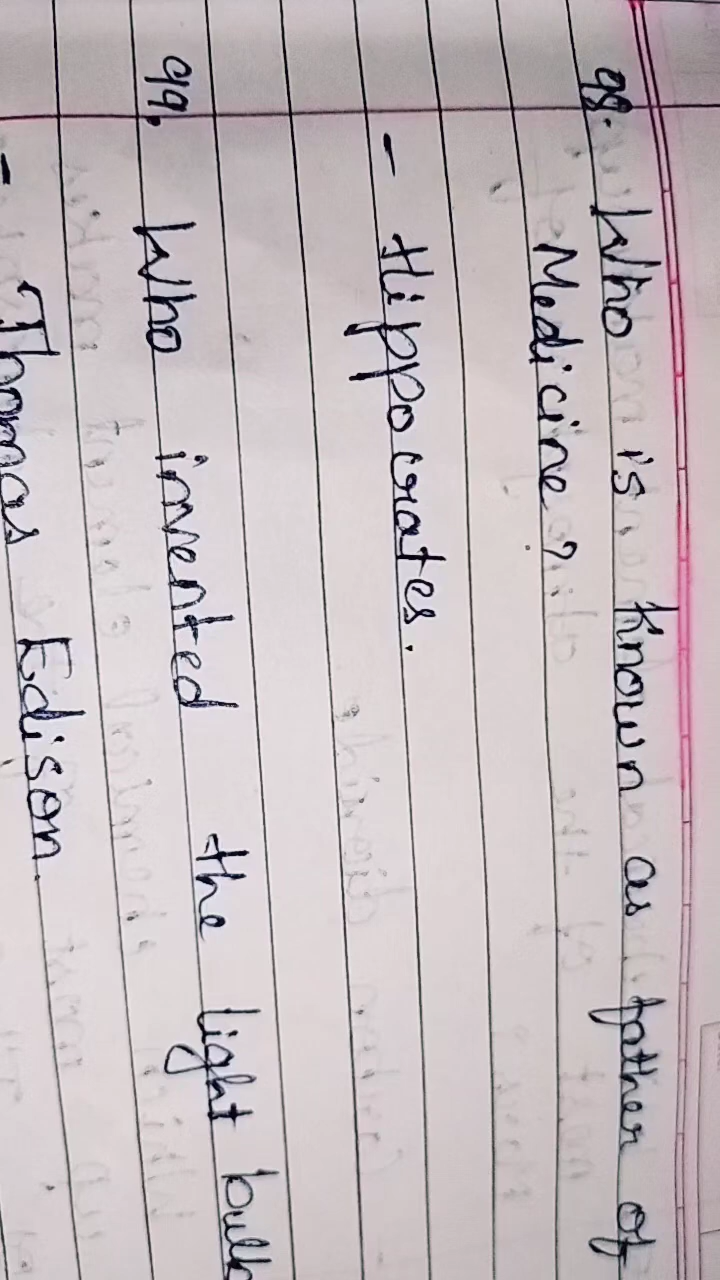 98. Who is known as father of
Medicine?
- Hippocrates.
99. Who invented the light bulb
- Thomas Edison.